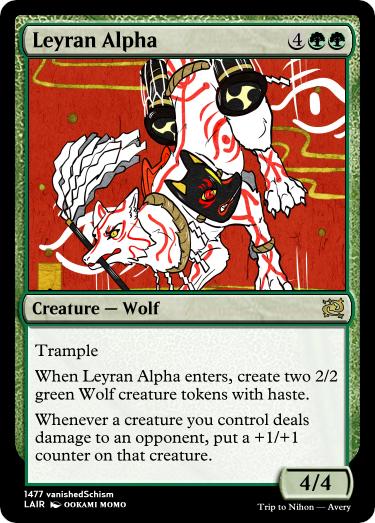 Leyran Alpha 4
Creature — Wolf
Trample
When Leyran Alpha enters, create two 2/2
green Wolf creature tokens with haste.
Whenever a creature you control deals
damage to an opponent, put a +1/+1
counter on that creature.
4/4
1477 vanishedSchism
LAIR OOKAMI MOMO
Trip to Nihon — Avery